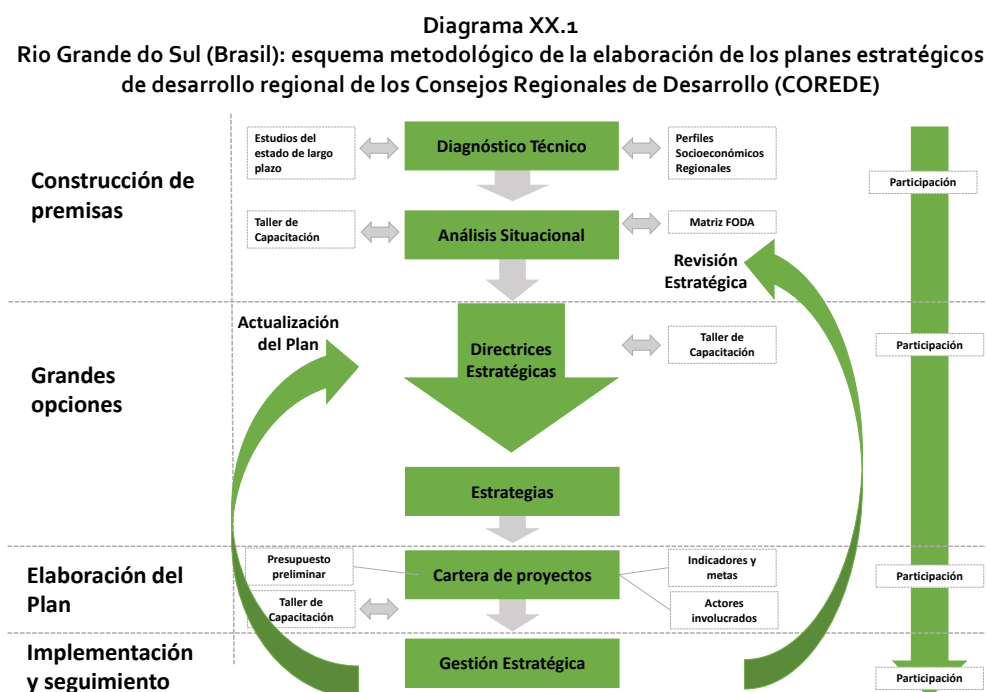 Diagrama XX.1
Rio Grande do Sul (Brasil): esquema metodológico de la elaboración de los planes estratégicos
de desarrollo regional de los Consejos Regionales de Desarrollo (COREDE)
Construcción de
premisas
Estudios del
estado de largo
plazo
Diagnóstico Técnico
Perfiles
Socioeconómicos
Regionales
Participación
Taller de
Capacitación
Análisis Situacional
Matriz FODA
Revisión
Estratégica
Grandes
opciones
Actualización
del Plan
Directrices
Estratégicas
Taller de
Capacitación
Participación
Estrategias
Elaboración del
Plan
Presupuesto
preliminar
Cartera de proyectos
Indicadores y
metas
Participación
Taller de
Capacitación
Actores
involucrados
Implementación
y seguimiento
Gestión Estratégica
Participación